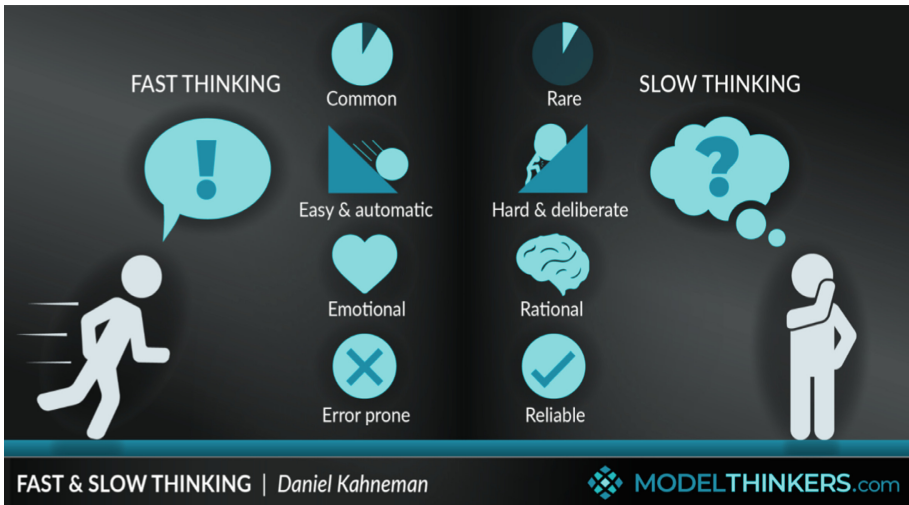 FAST THINKING
!
Common
Easy & automatic
Emotional
Error prone
Rare
Hard & deliberate
Rational
Reliable
SLOW THINKING
?
FAST & SLOW THINKING | Daniel Kahneman
MODELTHINKERS.com